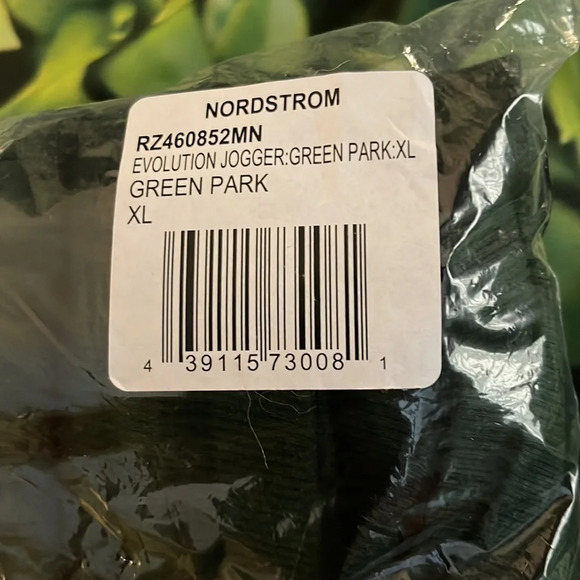 NORDSTROM
RZ460852MN
EVOLUTION JOGGER:GREEN PARK:XL
GREEN PARK
XL
4 39115 73008 1